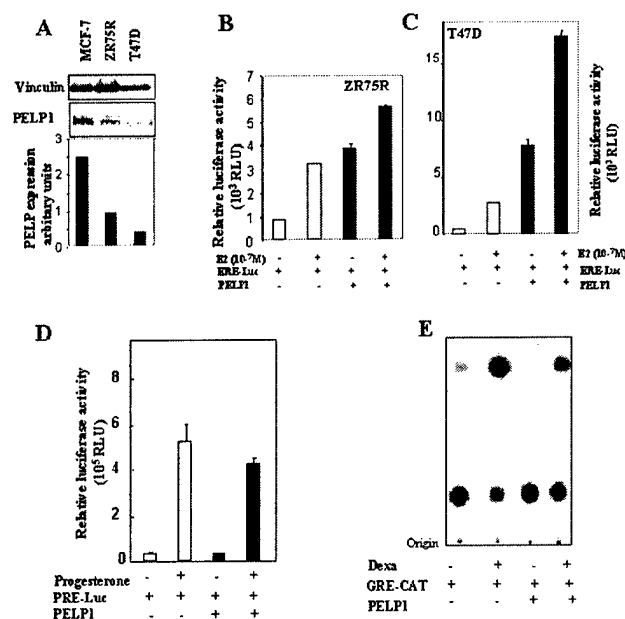 A
MCF-7
ZR75R
T47D
Vinculin
PELP1
PELP expression
arbitary units
3
2
1
0
B
ZR75R
Relative luciferase activity
(10³ RLU)
7
6
5
4
3
2
1
0
- + - + E2 (10⁻⁷M)
+ + + + ERE-Luc
- - + + PELP1
C
T47D
15
10
5
0
Relative luciferase activity
(10³ RLU)
- + - + E2 (10⁻⁷M)
+ + + + ERE-Luc
- - + + PELP1
D
Relative luciferase activity
(10⁵ RLU)
8
6
4
2
0
Progesterone - + - +
PRE-Luc + + + +
PELP1 - - + +
E
Origin
Dexa - + - +
GRE-CAT + + + +
PELP1 - - + +